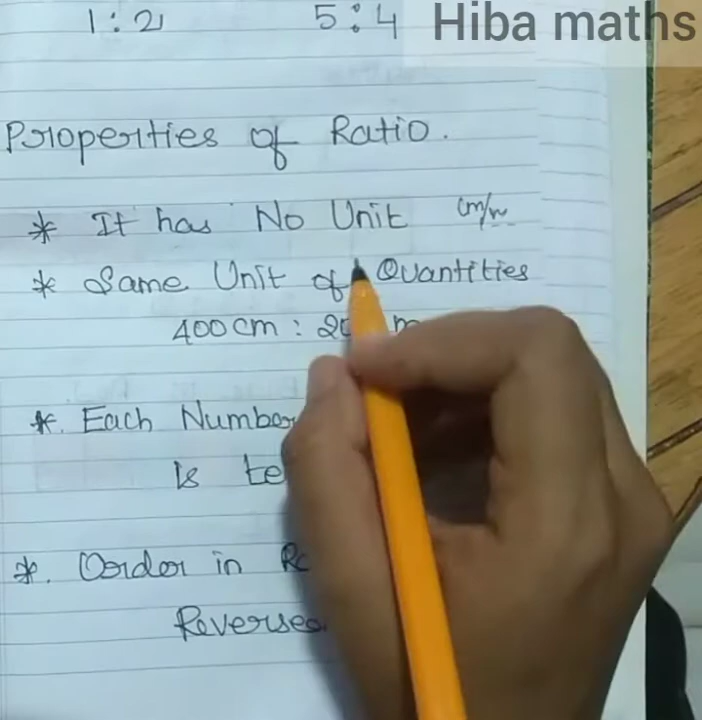 1 : 2 5 : 4 Hiba maths
Properties of Ratio.
* It has No Unit cm/m
* Same Unit of Quantities
400 cm :
*. Each Number
is
*. Order in
Reverse